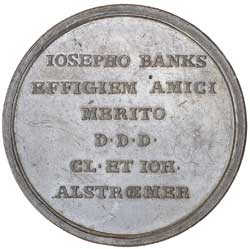 IOSEPHO BANKS
EFFIGIEM AMICI
MERITO
D·D·D
CL·ET IOH·
ALSTRŒMER